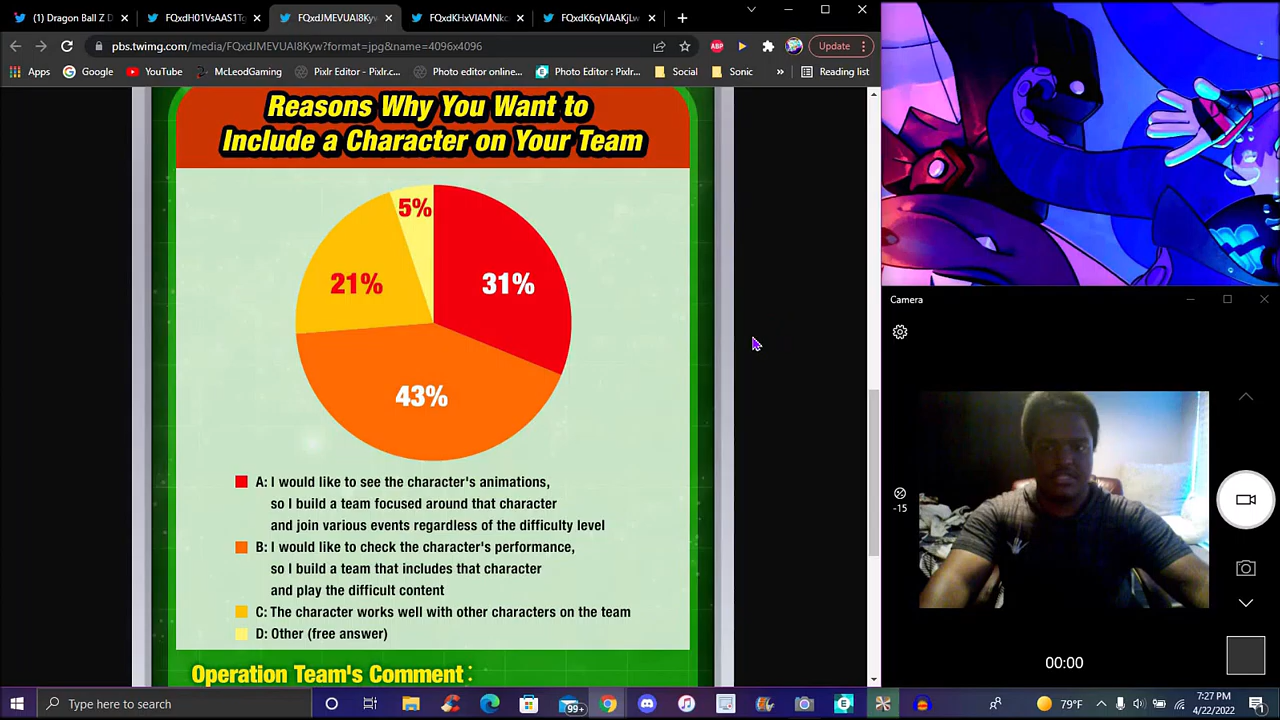 (1) Dragon Ball Z D
FQxdH01VsAAS1Tg
FQxdJMEVUAI8Kyw
FQxdKHxVIAMNkc
FQxdK6qVIAAKjLw
pbs.twimg.com/media/FQxdJMEVUAI8Kyw?format=jpg&name=4096x4096
ABP
Update
Apps
Google
YouTube
McLeodGaming
Pixlr Editor - Pixlr.c...
Photo editor online...
Photo Editor : Pixlr...
Social
Sonic
»
Reading list
Reasons Why You Want to
Include a Character on Your Team
5%
31%
21%
43%
A: I would like to see the character's animations,
so I build a team focused around that character
and join various events regardless of the difficulty level
B: I would like to check the character's performance,
so I build a team that includes that character
and play the difficult content
C: The character works well with other characters on the team
D: Other (free answer)
Operation Team's Comment:
Camera
-15
00:00
Type here to search
99+
79°F
7:27 PM
4/22/2022